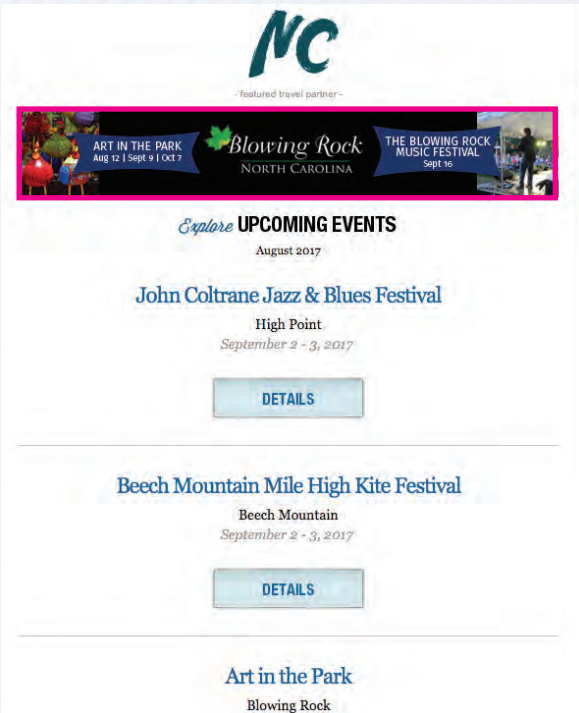 NC
- featured travel partner -
ART IN THE PARK
Aug 12 | Sept 9 | Oct 7
Blowing Rock
NORTH CAROLINA
THE BLOWING ROCK
MUSIC FESTIVAL
Sept 16
Explore UPCOMING EVENTS
August 2017
John Coltrane Jazz & Blues Festival
High Point
September 2 - 3, 2017
DETAILS
Beech Mountain Mile High Kite Festival
Beech Mountain
September 2 - 3, 2017
DETAILS
Art in the Park
Blowing Rock